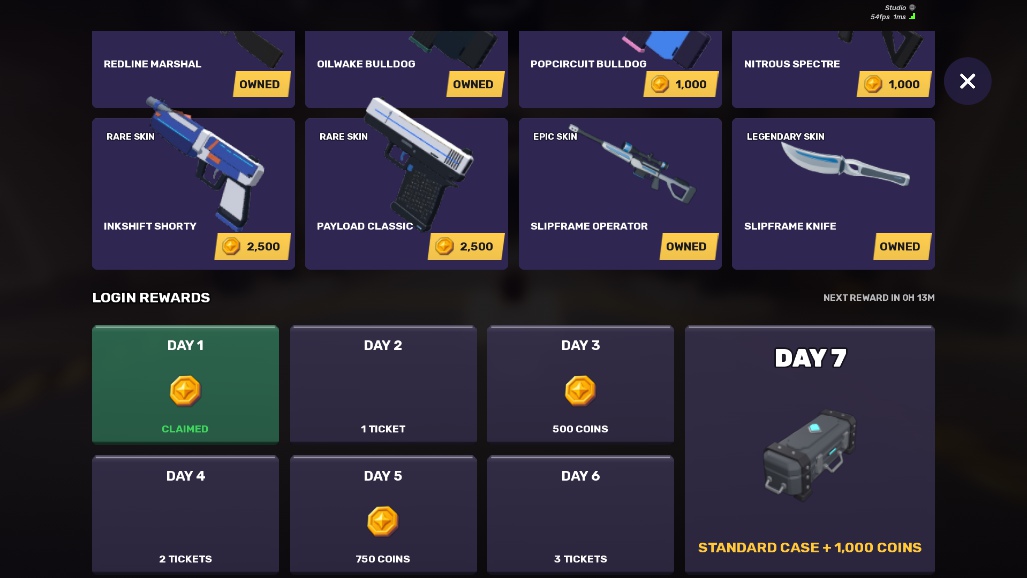 Studio
54fps 1ms
REDLINE MARSHAL
OWNED
OILWAKE BULLDOG
OWNED
POPCIRCUIT BULLDOG
1,000
NITROUS SPECTRE
1,000
RARE SKIN
INKSHIFT SHORTY
2,500
RARE SKIN
PAYLOAD CLASSIC
2,500
EPIC SKIN
SLIPFRAME OPERATOR
OWNED
LEGENDARY SKIN
SLIPFRAME KNIFE
OWNED
LOGIN REWARDS
NEXT REWARD IN 0H 13M
DAY 1
CLAIMED
DAY 2
1 TICKET
DAY 3
500 COINS
DAY 4
2 TICKETS
DAY 5
750 COINS
DAY 6
3 TICKETS
DAY 7
STANDARD CASE + 1,000 COINS